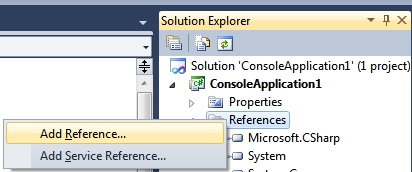 Solution Explorer
Solution 'ConsoleApplication1' (1 project)
ConsoleApplication1
Properties
References
Add Reference...
Microsoft.CSharp
Add Service Reference...
System